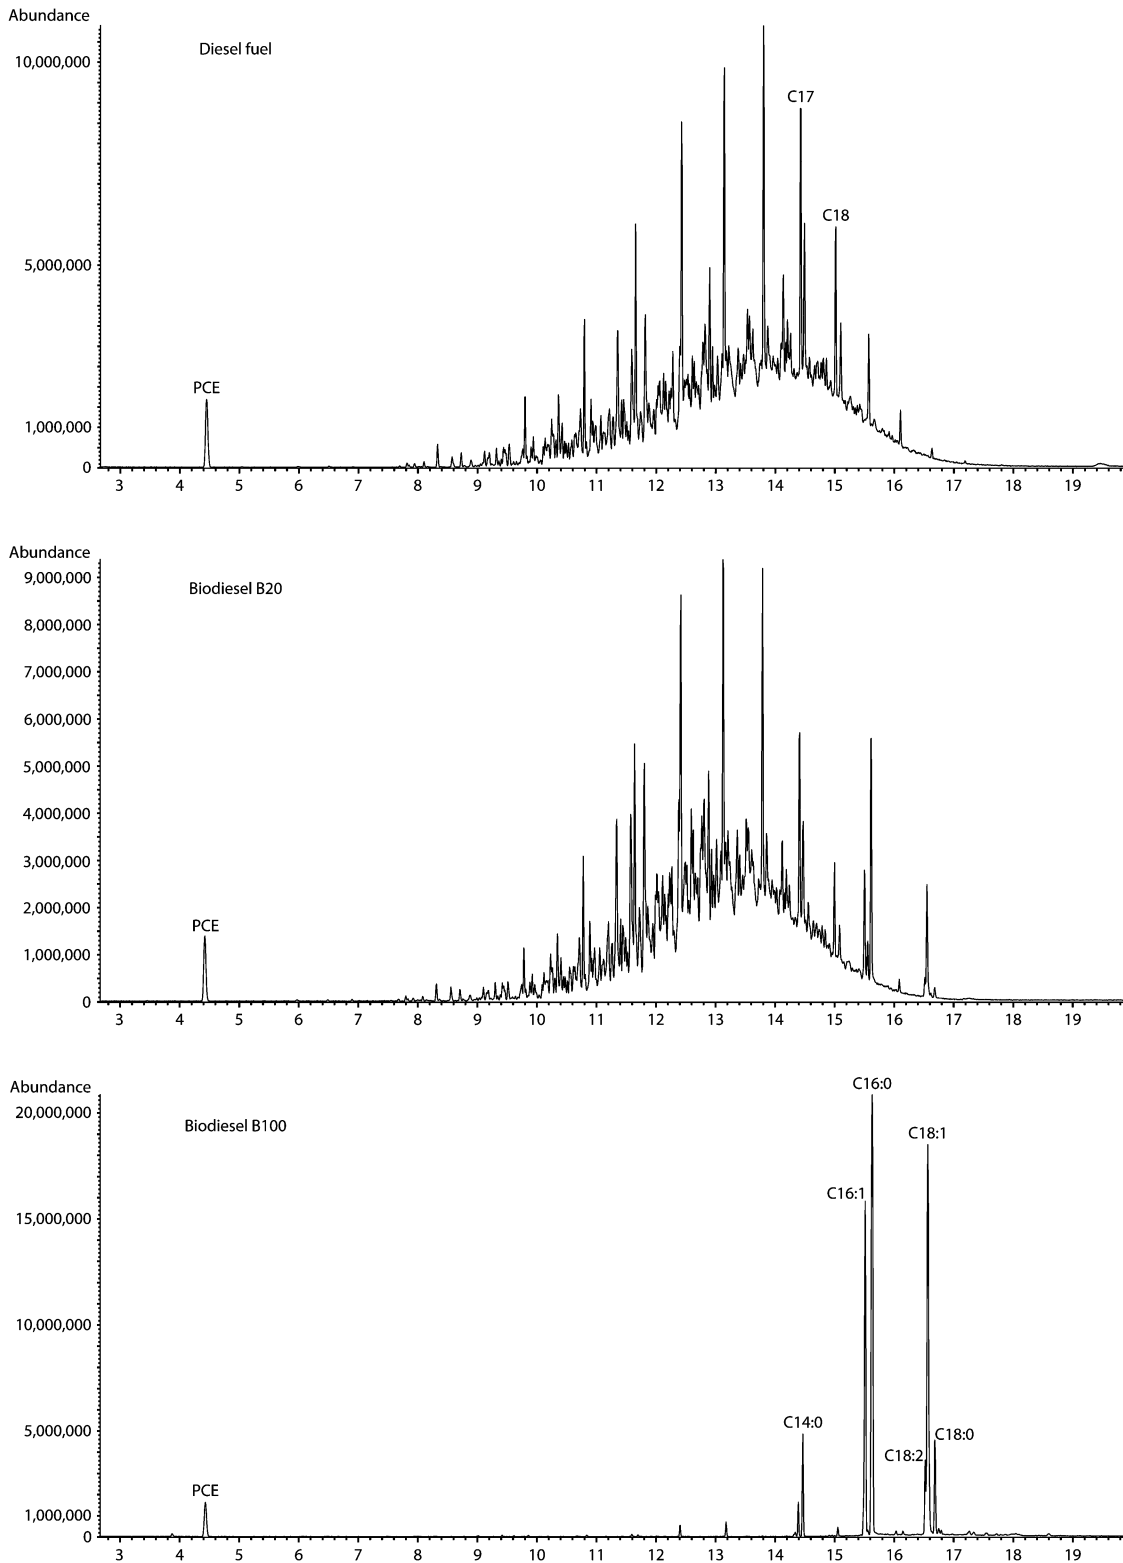 Abundance
Diesel fuel
10,000,000
C17
C18
5,000,000
PCE
1,000,000
0
3 4 5 6 7 8 9 10 11 12 13 14 15 16 17 18 19
Abundance
Biodiesel B20
9,000,000
8,000,000
7,000,000
6,000,000
5,000,000
4,000,000
3,000,000
2,000,000
PCE
1,000,000
0
3 4 5 6 7 8 9 10 11 12 13 14 15 16 17 18 19
Abundance
C16:0
20,000,000
Biodiesel B100
C18:1
C16:1
15,000,000
10,000,000
5,000,000
C14:0
C18:0
C18:2
PCE
1,000,000
0
3 4 5 6 7 8 9 10 11 12 13 14 15 16 17 18 19